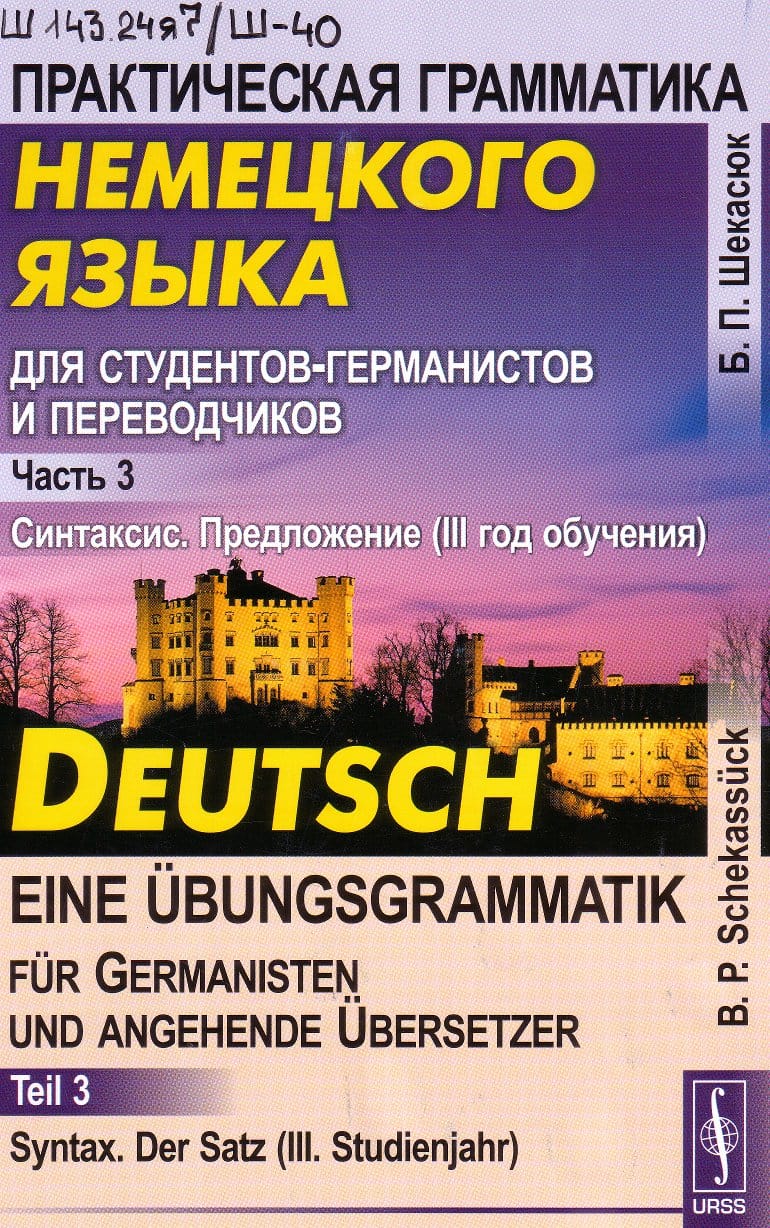 Ш 143.24я7/Ш-40
ПРАКТИЧЕСКАЯ ГРАММАТИКА
НЕМЕЦКОГО
ЯЗЫКА
ДЛЯ СТУДЕНТОВ-ГЕРМАНИСТОВ
И ПЕРЕВОДЧИКОВ
Часть 3
Синтаксис. Предложение (III год обучения)
Б. П. Шекасюк
DEUTSCH
EINE ÜBUNGSGRAMMATIK
FÜR GERMANISTEN
UND ANGEHENDE ÜBERSETZER
Teil 3
Syntax. Der Satz (III. Studienjahr)
B. P. Schekassück
URSS